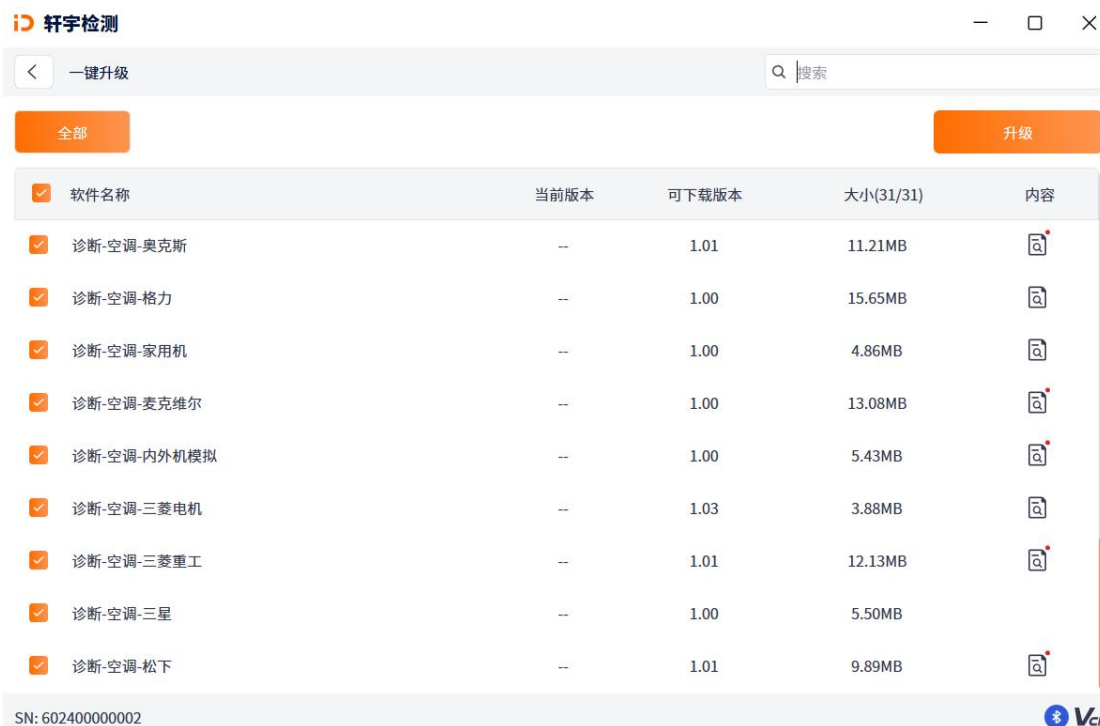 轩宇检测
一键升级 搜索
全部 升级
软件名称 当前版本 可下载版本 大小(31/31) 内容
诊断-空调-奥克斯 -- 1.01 11.21MB
诊断-空调-格力 -- 1.00 15.65MB
诊断-空调-家用机 -- 1.00 4.86MB
诊断-空调-麦克维尔 -- 1.00 13.08MB
诊断-空调-内外机模拟 -- 1.00 5.43MB
诊断-空调-三菱电机 -- 1.03 3.88MB
诊断-空调-三菱重工 -- 1.01 12.13MB
诊断-空调-三星 -- 1.00 5.50MB
诊断-空调-松下 -- 1.01 9.89MB
SN: 602400000002